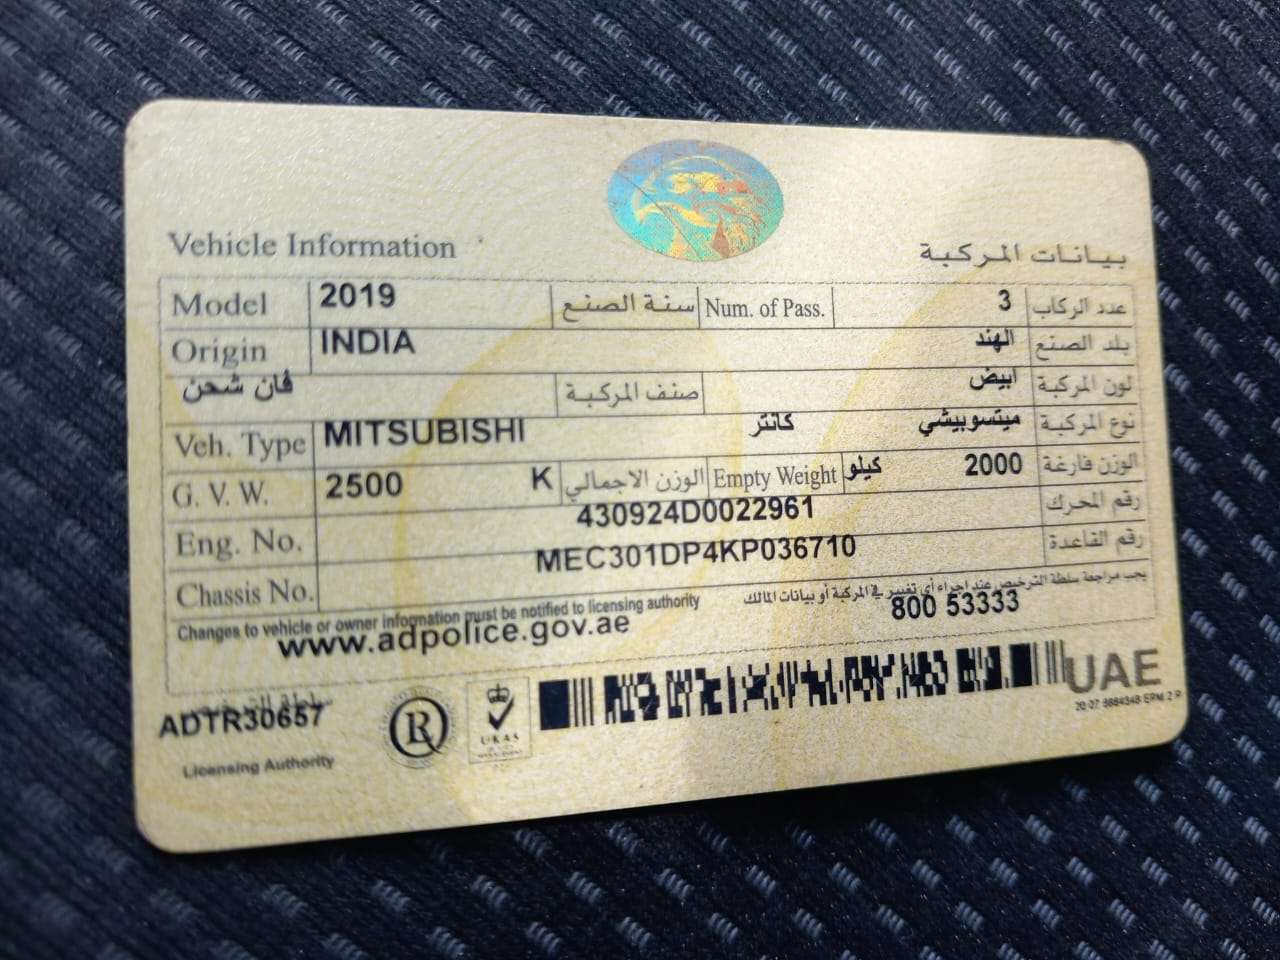 Vehicle Information بيانات المركبة
Model 2019 سنة الصنع Num. of Pass. 3 عدد الركاب
Origin INDIA الهند بلد الصنع
فان شحن صنف المركبة ابيض لون المركبة
Veh. Type MITSUBISHI كانتر ميتسوبيشي نوع المركبة
G. V. W. 2500 K الوزن الاجمالي Empty Weight كيلو 2000 الوزن فارغة
Eng. No. 430924D0022961 رقم المحرك
Chassis No. MEC301DP4KP036710 رقم القاعدة
Changes to vehicle or owner information must be notified to licensing authority يجب مراجعة سلطة الترخيص عند اجراء أي تغيير في المركبة أو بيانات المالك
www.adpolice.gov.ae 800 53333
ADTR30657
R
UKAS
UAE
Licensing Authority